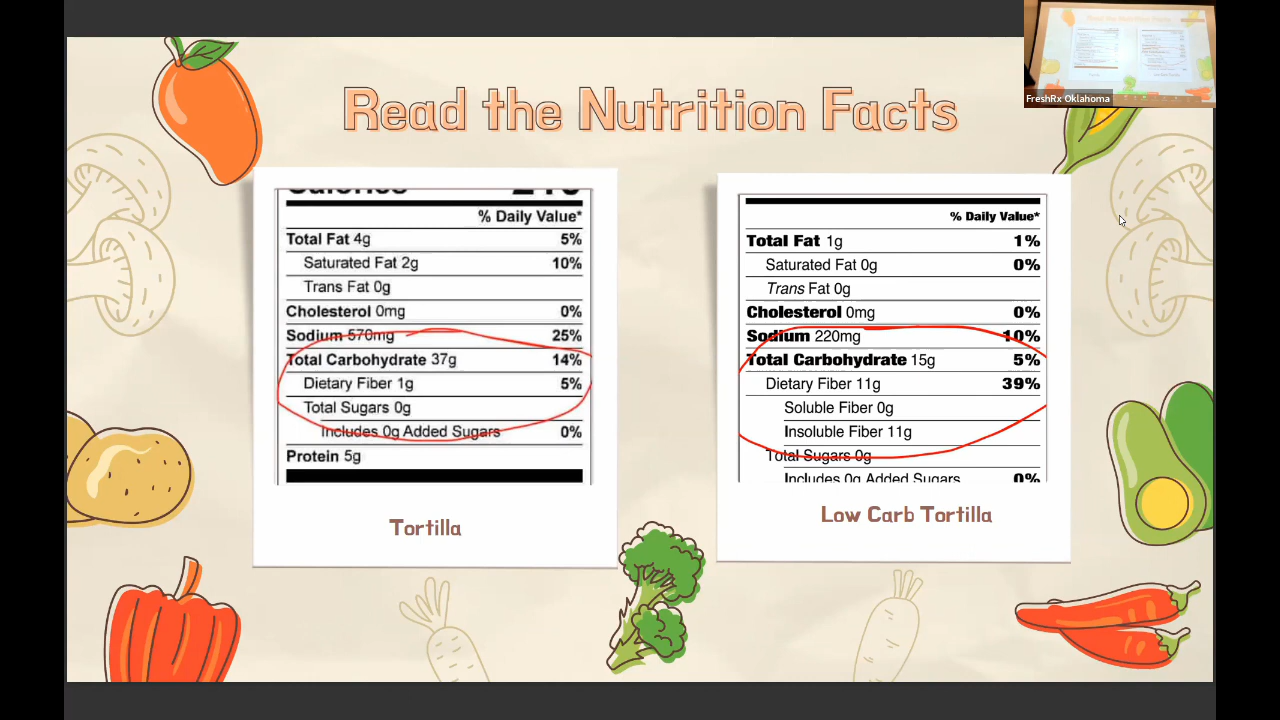 Read the Nutrition Facts
FreshRx Oklahoma
Calories 210
% Daily Value*
Total Fat 4g 5%
Saturated Fat 2g 10%
Trans Fat 0g
Cholesterol 0mg 0%
Sodium 570mg 25%
Total Carbohydrate 37g 14%
Dietary Fiber 1g 5%
Total Sugars 0g
Includes 0g Added Sugars 0%
Protein 5g
Tortilla
% Daily Value*
Total Fat 1g 1%
Saturated Fat 0g 0%
Trans Fat 0g
Cholesterol 0mg 0%
Sodium 220mg 10%
Total Carbohydrate 15g 5%
Dietary Fiber 11g 39%
Soluble Fiber 0g
Insoluble Fiber 11g
Total Sugars 0g
Includes 0g Added Sugars 0%
Low Carb Tortilla